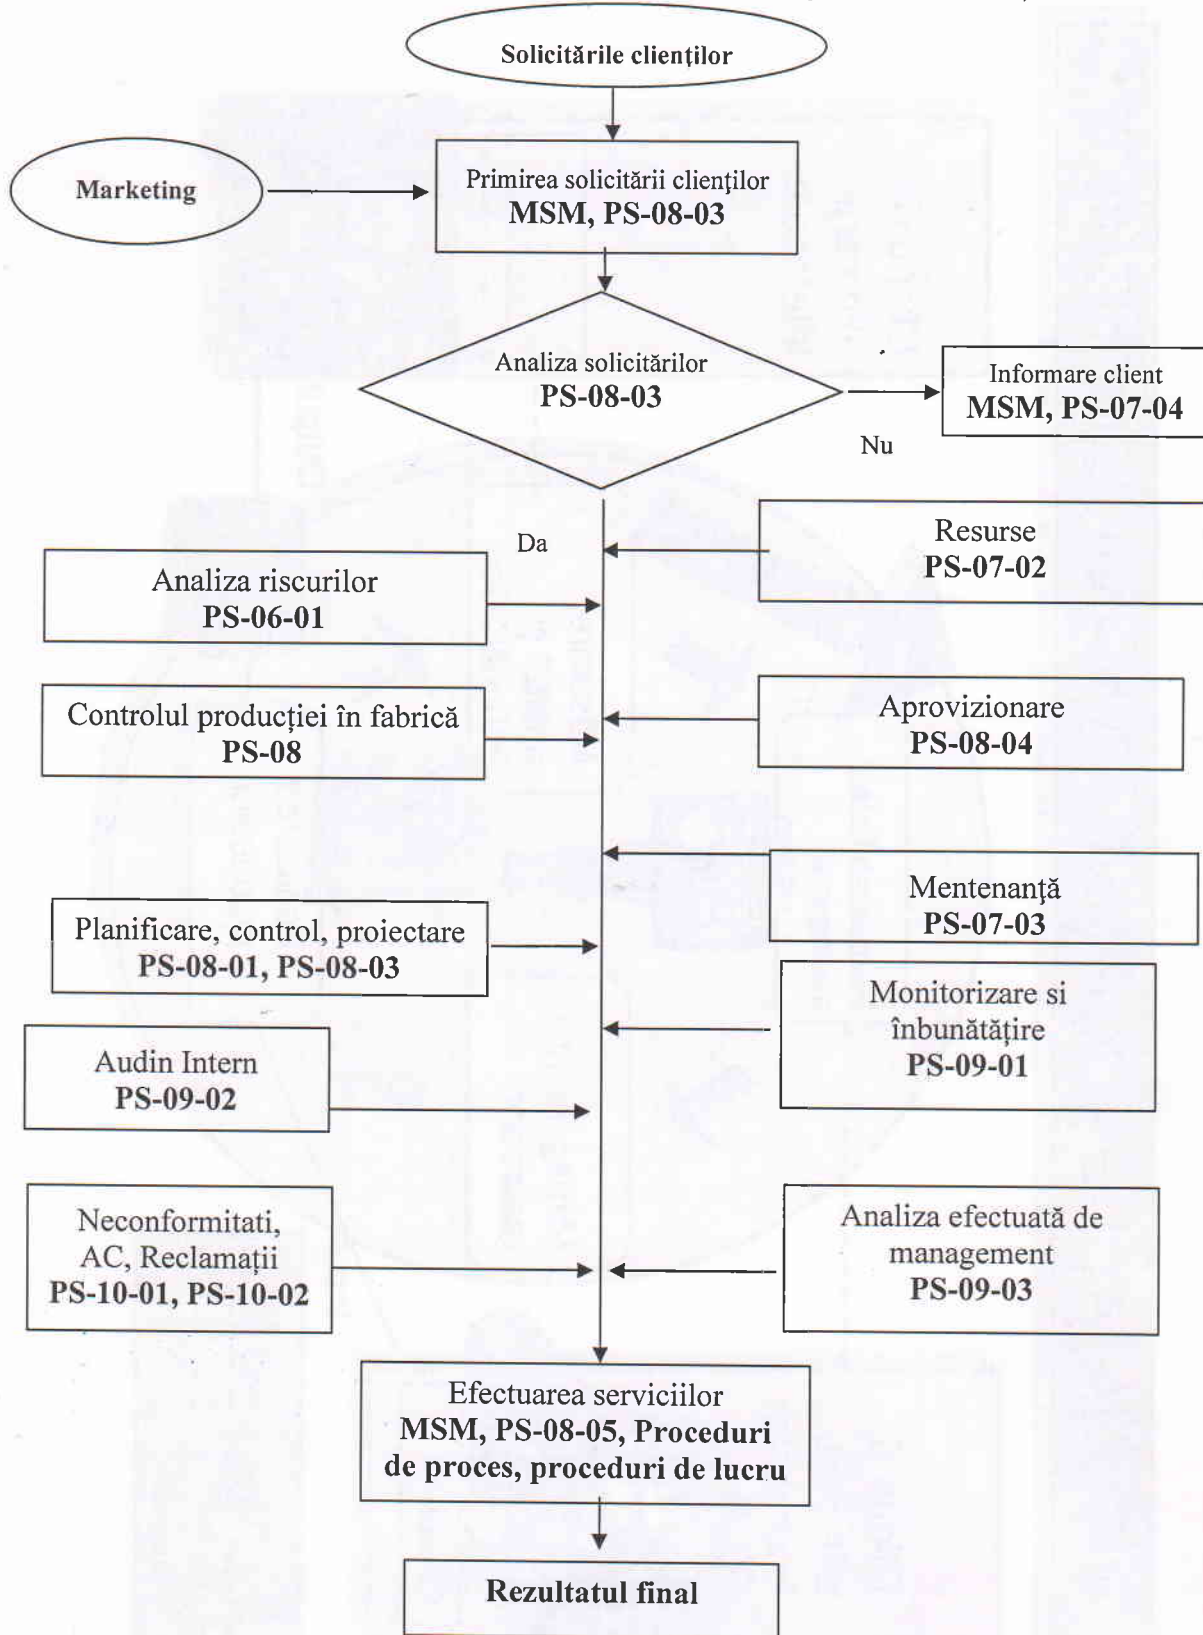 Solicitările clienţilor
Marketing
Primirea solicitării clienţilor
MSM, PS-08-03
Analiza solicitărilor
PS-08-03
Informare client
MSM, PS-07-04
Nu
Da
Resurse
PS-07-02
Analiza riscurilor
PS-06-01
Controlul producției în fabrică
PS-08
Aprovizionare
PS-08-04
Mentenanţă
PS-07-03
Planificare, control, proiectare
PS-08-01, PS-08-03
Monitorizare si
înbunătățire
PS-09-01
Audin Intern
PS-09-02
Neconformitati,
AC, Reclamații
PS-10-01, PS-10-02
Analiza efectuată de
management
PS-09-03
Efectuarea serviciilor
MSM, PS-08-05, Proceduri
de proces, proceduri de lucru
Rezultatul final